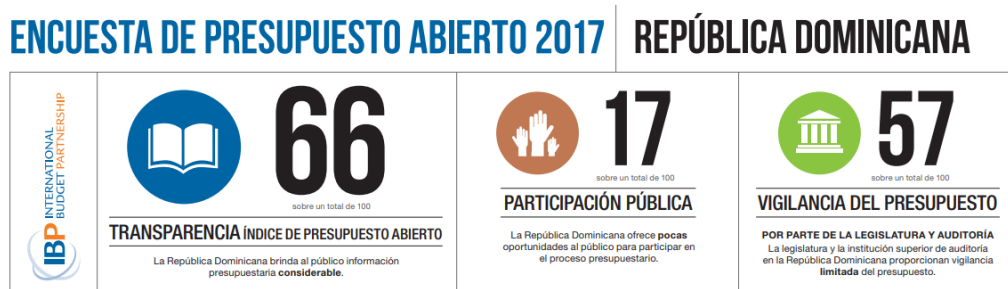 ENCUESTA DE PRESUPUESTO ABIERTO 2017
REPÚBLICA DOMINICANA
IBP INTERNATIONAL
BUDGET PARTNERSHIP
66
sobre un total de 100
TRANSPARENCIA ÍNDICE DE PRESUPUESTO ABIERTO
La República Dominicana brinda al público información
presupuestaria considerable.
17
sobre un total de 100
PARTICIPACIÓN PÚBLICA
La República Dominicana ofrece pocas
oportunidades al público para participar en
el proceso presupuestario.
57
sobre un total de 100
VIGILANCIA DEL PRESUPUESTO
POR PARTE DE LA LEGISLATURA Y AUDITORÍA
La legislatura y la institución superior de auditoría
en la República Dominicana proporcionan vigilancia
limitada del presupuesto.